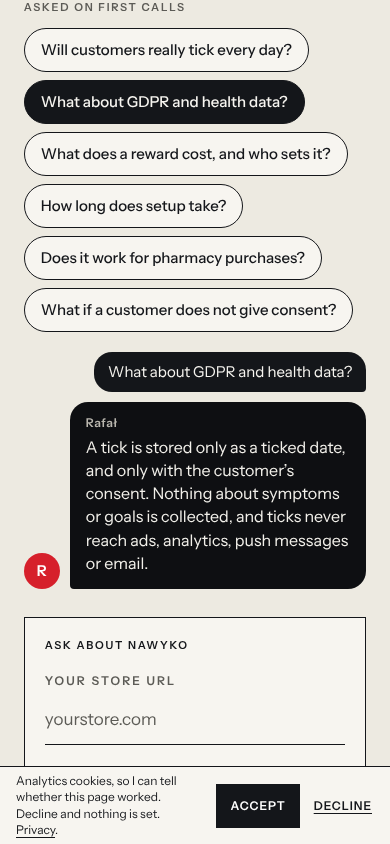 ASKED ON FIRST CALLS
Will customers really tick every day?
What about GDPR and health data?
What does a reward cost, and who sets it?
How long does setup take?
Does it work for pharmacy purchases?
What if a customer does not give consent?
What about GDPR and health data?
Rafał
A tick is stored only as a ticked date,
and only with the customer’s
consent. Nothing about symptoms
or goals is collected, and ticks never
reach ads, analytics, push messages
or email.
R
ASK ABOUT NAWYKO
YOUR STORE URL
yourstore.com
Analytics cookies, so I can tell
whether this page worked.
Decline and nothing is set.
Privacy.
ACCEPT
DECLINE